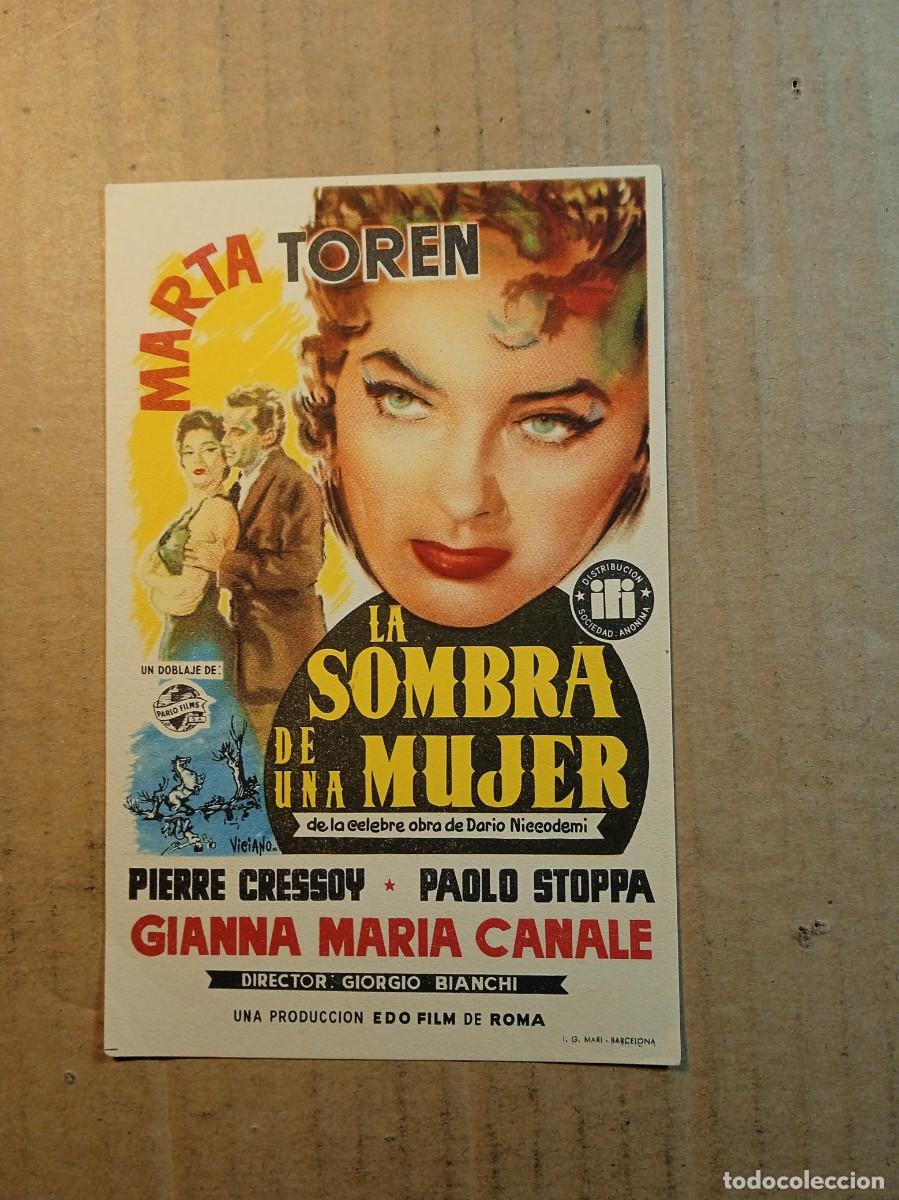 MARTA TOREN
DISTRIBUCION
ifi
SOCIEDAD ANONIMA
UN DOBLAJE DE:
PARLO FILMS
S.A.
LA
SOMBRA
DE
UNA MUJER
de la celebre obra de Dario Niccodemi
VICIANO
PIERRE CRESSOY ★ PAOLO STOPPA
GIANNA MARIA CANALE
DIRECTOR: GIORGIO BIANCHI
UNA PRODUCCION EDO FILM DE ROMA
I. G. MARI - BARCELONA
todocoleccion